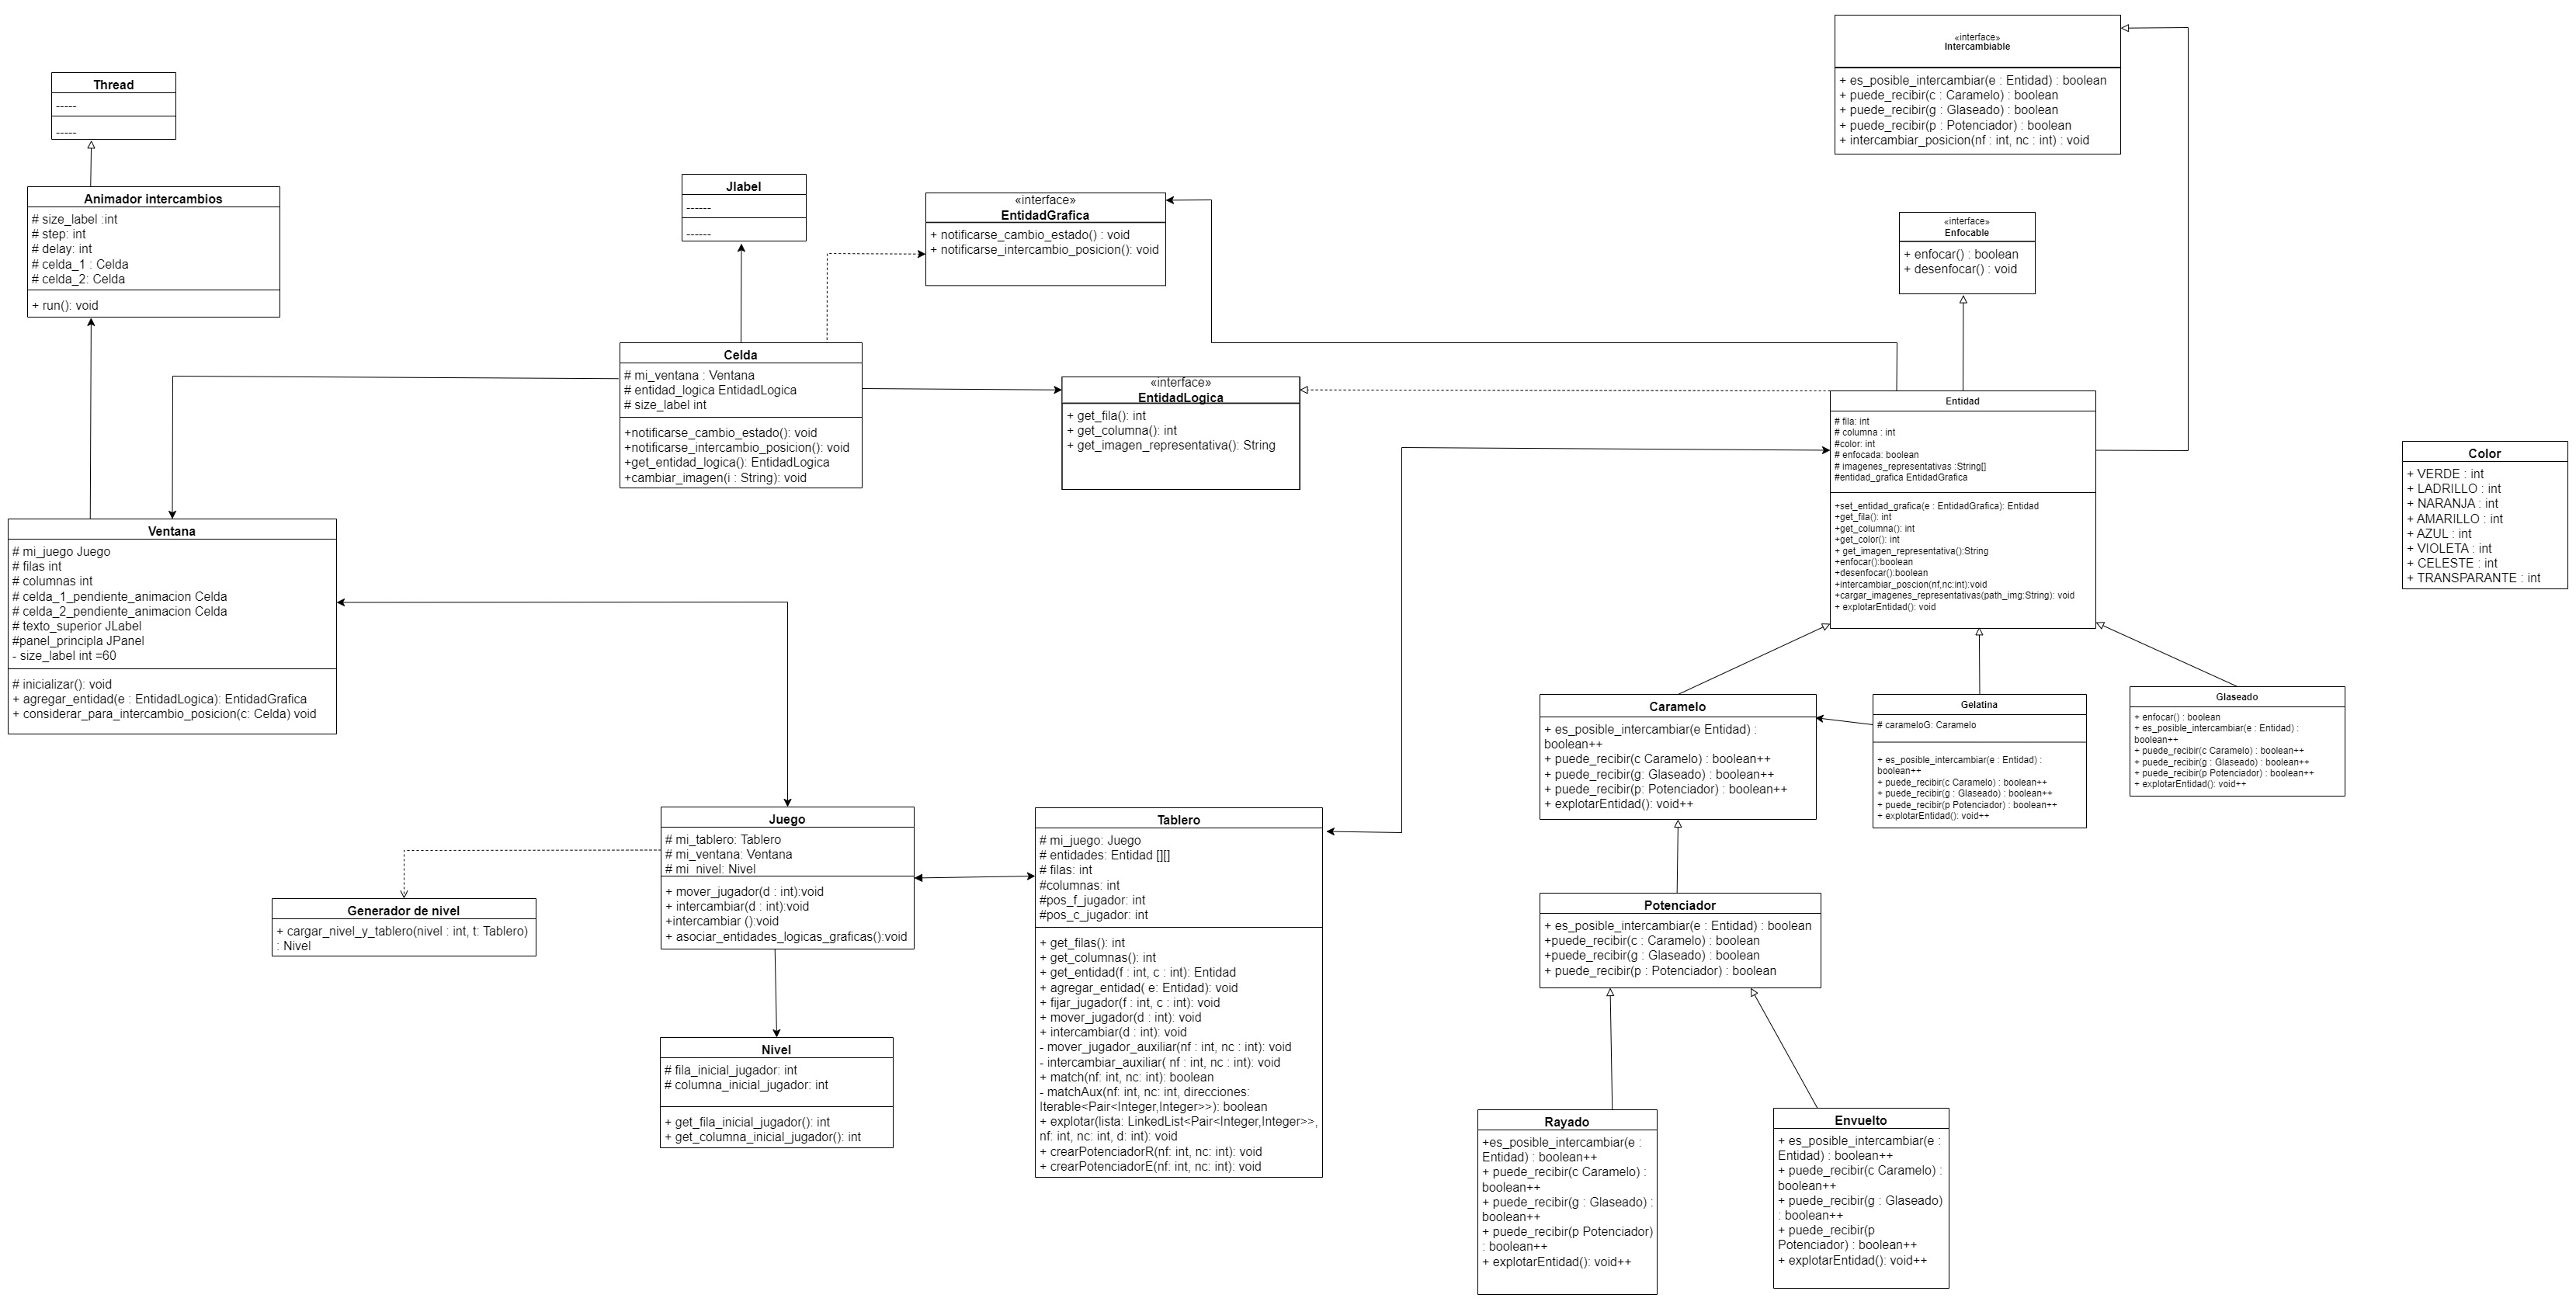 Thread
-----
-----
Animador intercambios
# size_label :int
# step: int
# delay: int
# celda_1 : Celda
# celda_2: Celda
+ run(): void
Jlabel
------
------
«interface»
EntidadGrafica
+ notificarse_cambio_estado() : void
+ notificarse_intercambio_posicion(): void
«interface»
Intercambiable
+ es_posible_intercambiar(e : Entidad) : boolean
+ puede_recibir(c : Caramelo) : boolean
+ puede_recibir(g : Glaseado) : boolean
+ puede_recibir(p : Potenciador) : boolean
+ intercambiar_posicion(nf : int, nc : int) : void
«interface»
Enfocable
+ enfocar() : boolean
+ desenfocar() : void
Celda
# mi_ventana : Ventana
# entidad_logica EntidadLogica
# size_label int
+notificarse_cambio_estado(): void
+notificarse_intercambio_posicion(): void
+get_entidad_logica(): EntidadLogica
+cambiar_imagen(i : String): void
«interface»
EntidadLogica
+ get_fila(): int
+ get_columna(): int
+ get_imagen_representativa(): String
Entidad
# fila: int
# columna : int
#color: int
# enfocada: boolean
# imagenes_representativas :String[]
#entidad_grafica EntidadGrafica
+set_entidad_grafica(e : EntidadGrafica): Entidad
+get_fila(): int
+get_columna(): int
+get_color(): int
+ get_imagen_representativa():String
+enfocar():boolean
+desenfocar():boolean
+intercambiar_poscion(nf,nc:int):void
+cargar_imagenes_representativas(path_img:String): void
+ explotarEntidad(): void
Color
+ VERDE : int
+ LADRILLO : int
+ NARANJA : int
+ AMARILLO : int
+ AZUL : int
+ VIOLETA : int
+ CELESTE : int
+ TRANSPARANTE : int
Ventana
# mi_juego Juego
# filas int
# columnas int
# celda_1_pendiente_animacion Celda
# celda_2_pendiente_animacion Celda
# texto_superior JLabel
#panel_principla JPanel
- size_label int =60
# inicializar(): void
+ agregar_entidad(e : EntidadLogica): EntidadGrafica
+ considerar_para_intercambio_posicion(c: Celda) void
Caramelo
+ es_posible_intercambiar(e Entidad) :
boolean++
+ puede_recibir(c Caramelo) : boolean++
+ puede_recibir(g: Glaseado) : boolean++
+ puede_recibir(p: Potenciador) : boolean++
+ explotarEntidad(): void++
Gelatina
# carameloG: Caramelo
+ es_posible_intercambiar(e : Entidad) :
boolean++
+ puede_recibir(c Caramelo) : boolean++
+ puede_recibir(g : Glaseado) : boolean++
+ puede_recibir(p Potenciador) : boolean++
+ explotarEntidad(): void++
Glaseado
+ enfocar() : boolean
+ es_posible_intercambiar(e : Entidad) :
boolean++
+ puede_recibir(c Caramelo) : boolean++
+ puede_recibir(g : Glaseado) : boolean++
+ puede_recibir(p Potenciador) : boolean++
+ explotarEntidad(): void++
Juego
# mi_tablero: Tablero
# mi_ventana: Ventana
# mi_nivel: Nivel
+ mover_jugador(d : int):void
+ intercambiar(d : int):void
+intercambiar ():void
+ asociar_entidades_logicas_graficas():void
Tablero
# mi_juego: Juego
# entidades: Entidad [][]
# filas: int
#columnas: int
#pos_f_jugador: int
#pos_c_jugador: int
+ get_filas(): int
+ get_columnas(): int
+ get_entidad(f : int, c : int): Entidad
+ agregar_entidad( e: Entidad): void
+ fijar_jugador(f : int, c : int): void
+ mover_jugador(d : int): void
+ intercambiar(d : int): void
- mover_jugador_auxiliar(nf : int, nc : int): void
- intercambiar_auxiliar( nf : int, nc : int): void
+ match(nf: int, nc: int): boolean
- matchAux(nf: int, nc: int, direcciones:
Iterable<Pair<Integer,Integer>>): boolean
+ explotar(lista: LinkedList<Pair<Integer,Integer>>,
nf: int, nc: int, d: int): void
+ crearPotenciadorR(nf: int, nc: int): void
+ crearPotenciadorE(nf: int, nc: int): void
Generador de nivel
+ cargar_nivel_y_tablero(nivel : int, t: Tablero)
: Nivel
Potenciador
+ es_posible_intercambiar(e : Entidad) : boolean
+puede_recibir(c : Caramelo) : boolean
+puede_recibir(g : Glaseado) : boolean
+ puede_recibir(p : Potenciador) : boolean
Nivel
# fila_inicial_jugador: int
# columna_inicial_jugador: int
+ get_fila_inicial_jugador(): int
+ get_columna_inicial_jugador(): int
Rayado
+es_posible_intercambiar(e :
Entidad) : boolean++
+ puede_recibir(c Caramelo) :
boolean++
+ puede_recibir(g : Glaseado) :
boolean++
+ puede_recibir(p Potenciador)
: boolean++
+ explotarEntidad(): void++
Envuelto
+ es_posible_intercambiar(e :
Entidad) : boolean++
+ puede_recibir(c Caramelo) :
boolean++
+ puede_recibir(g : Glaseado)
: boolean++
+ puede_recibir(p
Potenciador) : boolean++
+ explotarEntidad(): void++